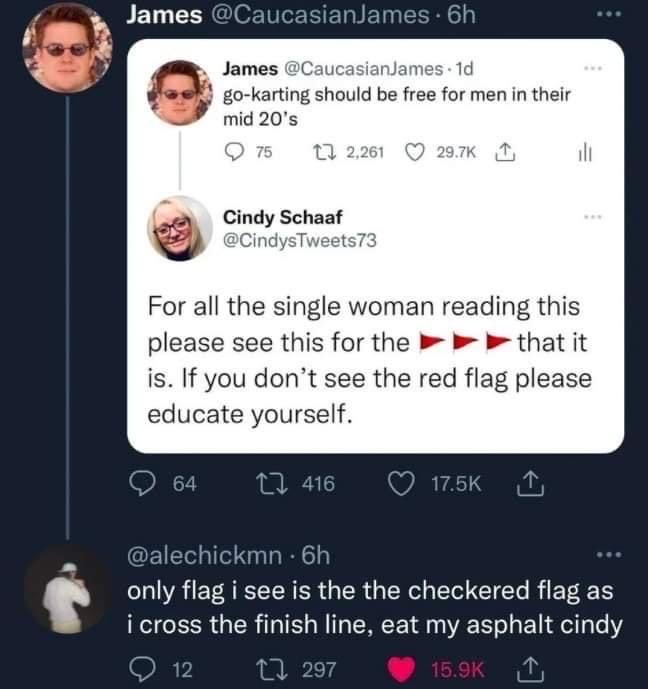 James @CaucasianJames · 6h
James @CaucasianJames · 1d
go-karting should be free for men in their
mid 20's
75 2,261 29.7K
Cindy Schaaf
@CindysTweets73
For all the single woman reading this
please see this for the 🚩🚩🚩 that it
is. If you don't see the red flag please
educate yourself.
64 416 17.5K
@alechickmn · 6h
only flag i see is the the checkered flag as
i cross the finish line, eat my asphalt cindy
12 297 15.9K